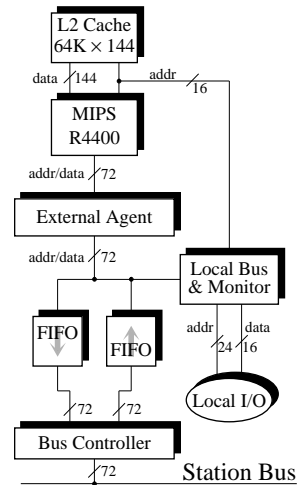 L2 Cache
64K × 144
data 144
addr
16
MIPS
R4400
addr/data 72
External Agent
addr/data 72
Local Bus
& Monitor
FIFO
FIFO
addr data
24 16
72 72
Local I/O
Bus Controller
72
Station Bus